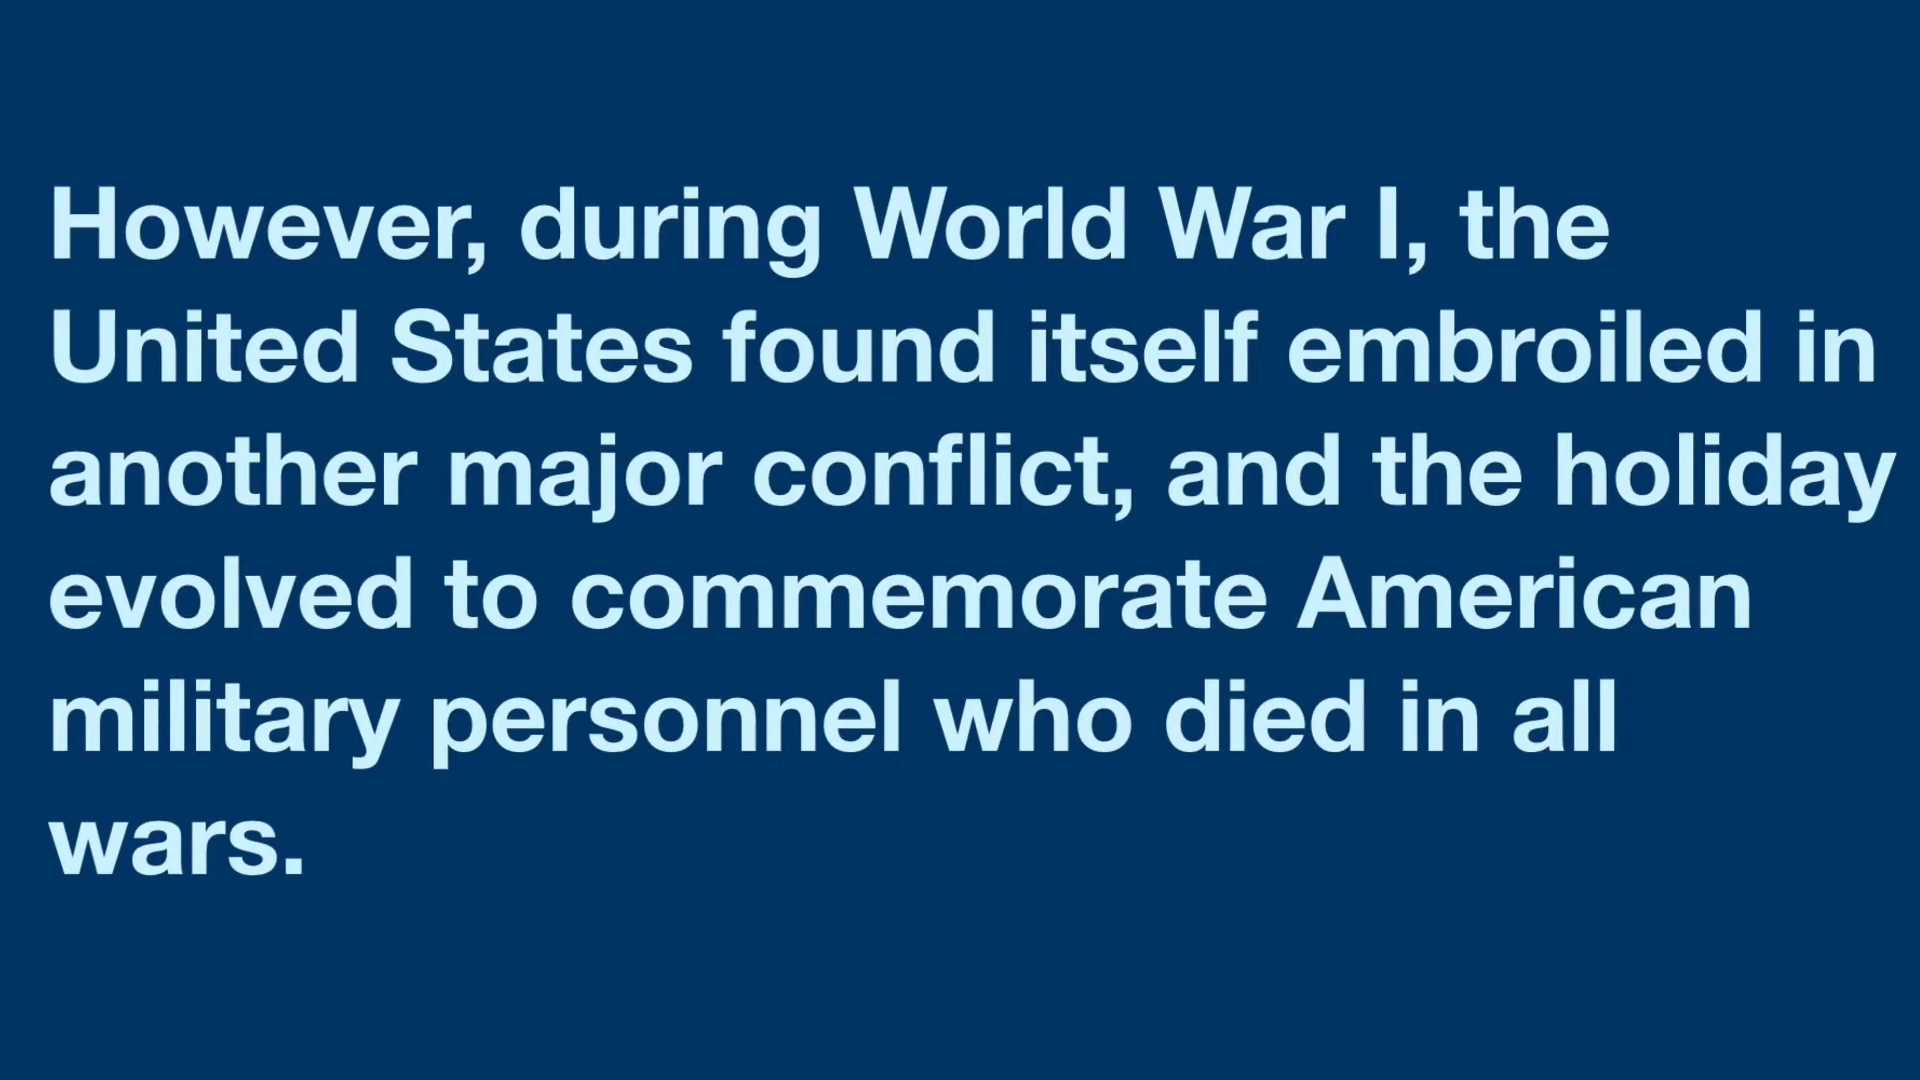 However, during World War I, the
United States found itself embroiled in
another major conflict, and the holiday
evolved to commemorate American
military personnel who died in all
wars.